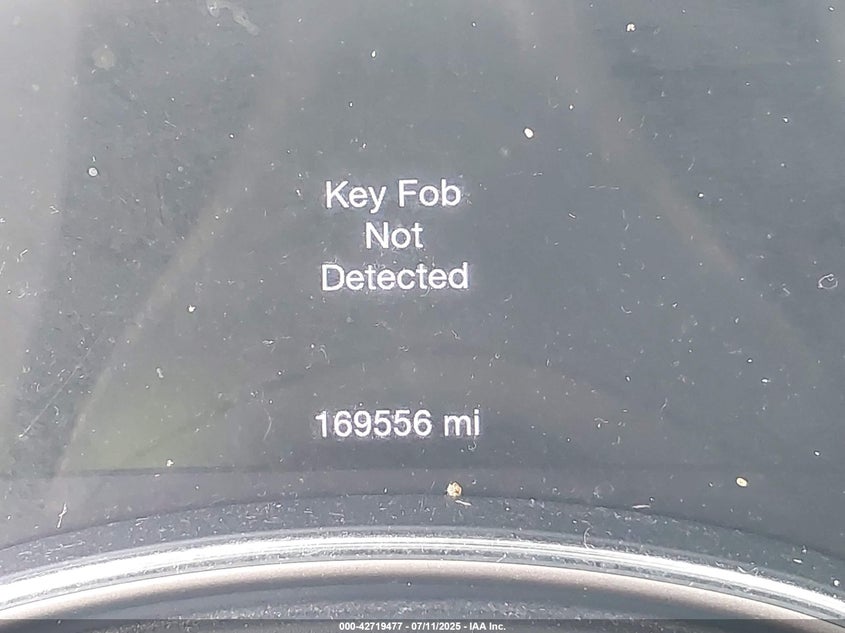 Key Fob
Not
Detected
169556 mi
000-42719477 - 07/11/2025 - IAA Inc.